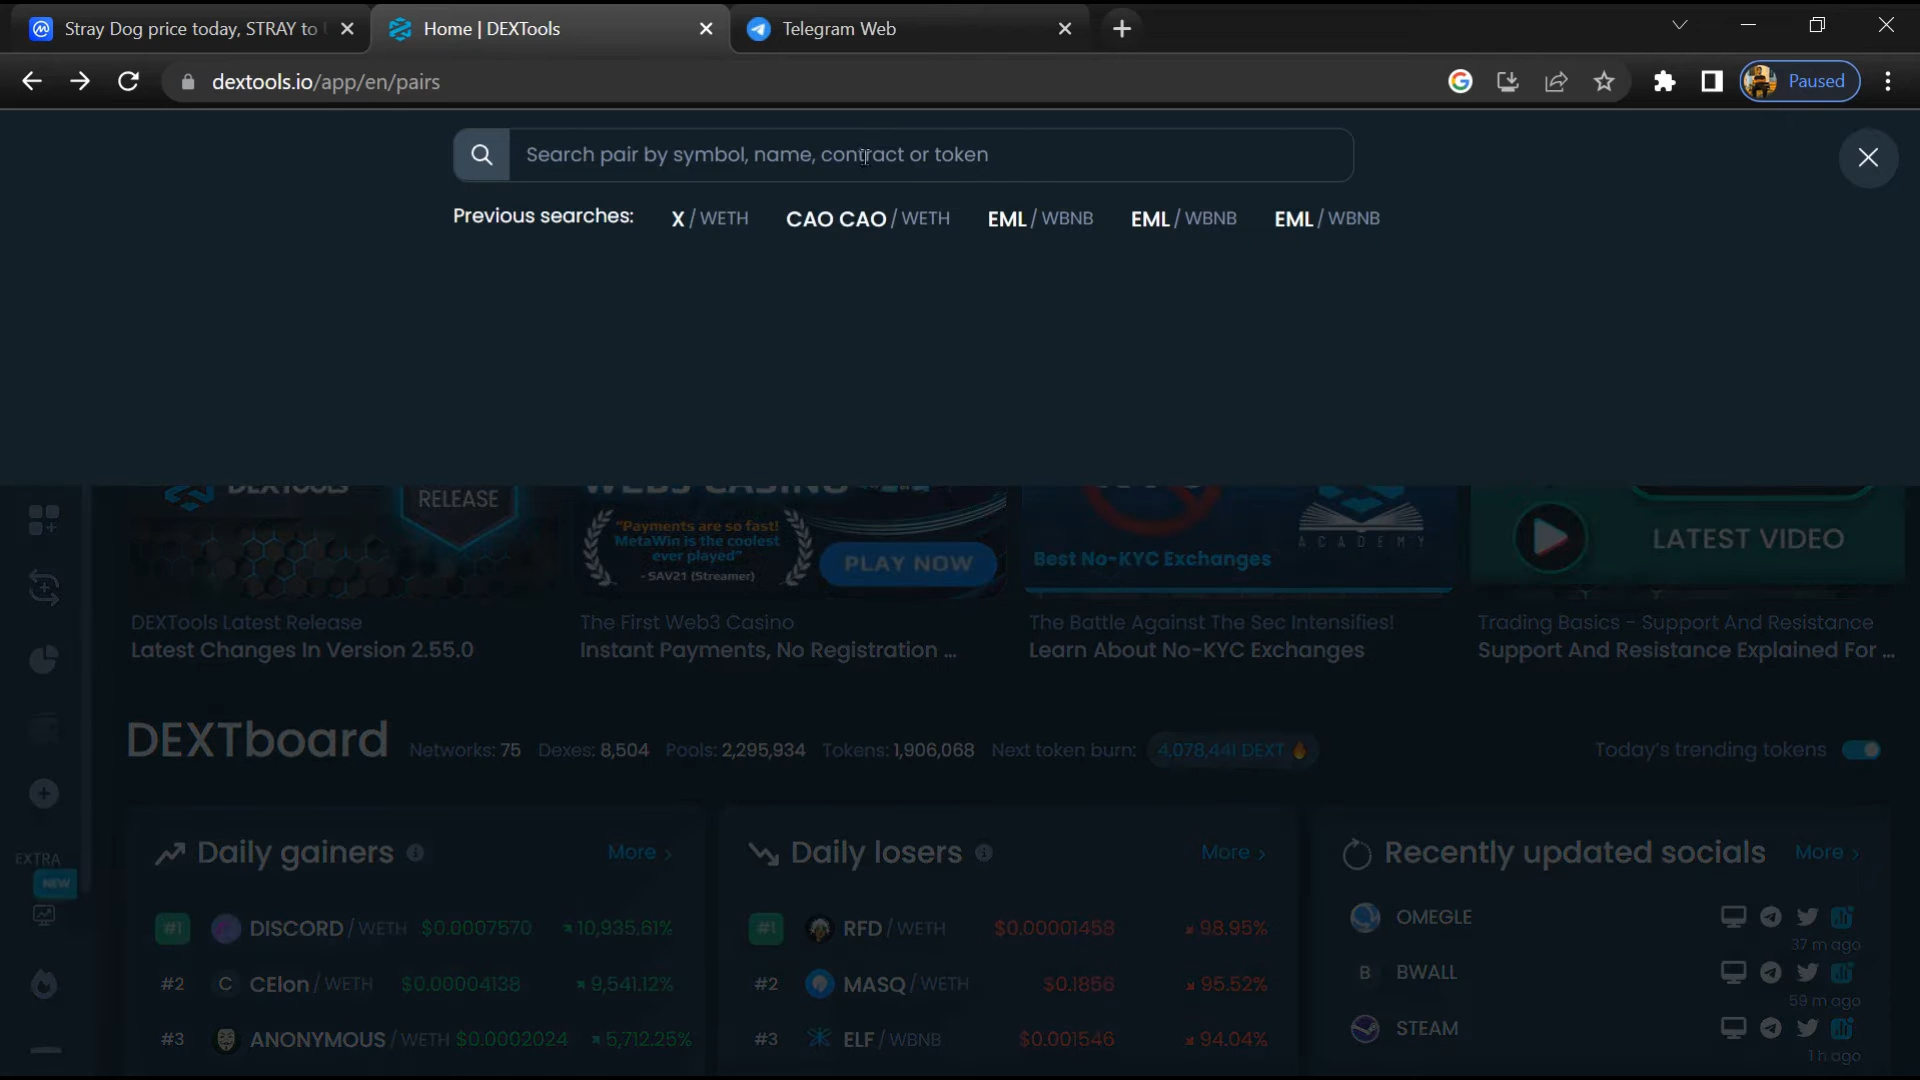 Stray Dog price today, STRAY to
Home | DEXTools
Telegram Web
dextools.io/app/en/pairs
Paused
Search pair by symbol, name, contract or token
Previous searches:
X / WETH
CAO CAO / WETH
EML / WBNB
EML / WBNB
EML / WBNB
DEXTOOLS
RELEASE
WEB3 CASINO
"Payments are so fast!
MetaWin is the coolest
ever played"
- SAV21 (Streamer)
PLAY NOW
Best No-KYC Exchanges
ACADEMY
LATEST VIDEO
DEXTools Latest Release
Latest Changes In Version 2.55.0
The First Web3 Casino
Instant Payments, No Registration ...
The Battle Against The Sec Intensifies!
Learn About No-KYC Exchanges
Trading Basics - Support And Resistance
Support And Resistance Explained For ...
DEXTboard
Networks: 75 Dexes: 8,504 Pools: 2,295,934 Tokens: 1,906,068 Next token burn: 4,078,441 DEXT
Today's trending tokens
EXTRA
NEW
Daily gainers
More >
#1 DISCORD / WETH $0.0007570 10,935.61%
#2 C CElon / WETH $0.00004138 9,541.12%
#3 ANONYMOUS / WETH $0.0002024 5,712.25%
Daily losers
More >
#1 RFD / WETH $0.00001458 98.95%
#2 MASQ / WETH $0.1856 95.52%
#3 ELF / WBNB $0.001546 94.04%
Recently updated socials
More >
OMEGLE
37 m ago
B BWALL
59 m ago
STEAM
1 h ago